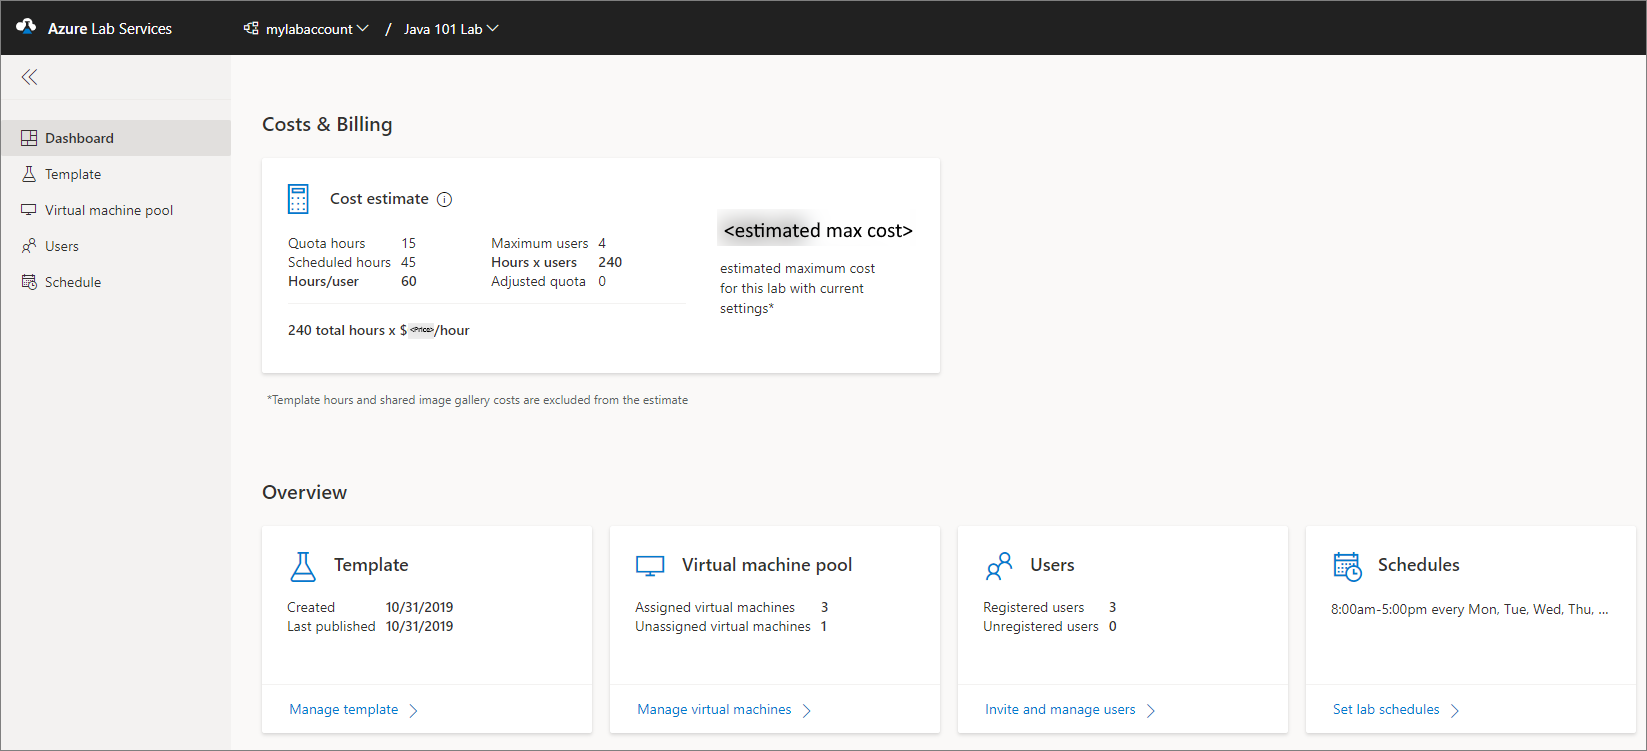 Azure Lab Services
mylabaccount / Java 101 Lab
Dashboard
Template
Virtual machine pool
Users
Schedule
Costs & Billing
Cost estimate
Quota hours 15
Scheduled hours 45
Hours/user 60
Maximum users 4
Hours x users 240
Adjusted quota 0
240 total hours x $<Price>/hour
<estimated max cost>
estimated maximum cost
for this lab with current
settings*
*Template hours and shared image gallery costs are excluded from the estimate
Overview
Template
Created 10/31/2019
Last published 10/31/2019
Manage template
Virtual machine pool
Assigned virtual machines 3
Unassigned virtual machines 1
Manage virtual machines
Users
Registered users 3
Unregistered users 0
Invite and manage users
Schedules
8:00am-5:00pm every Mon, Tue, Wed, Thu, ...
Set lab schedules